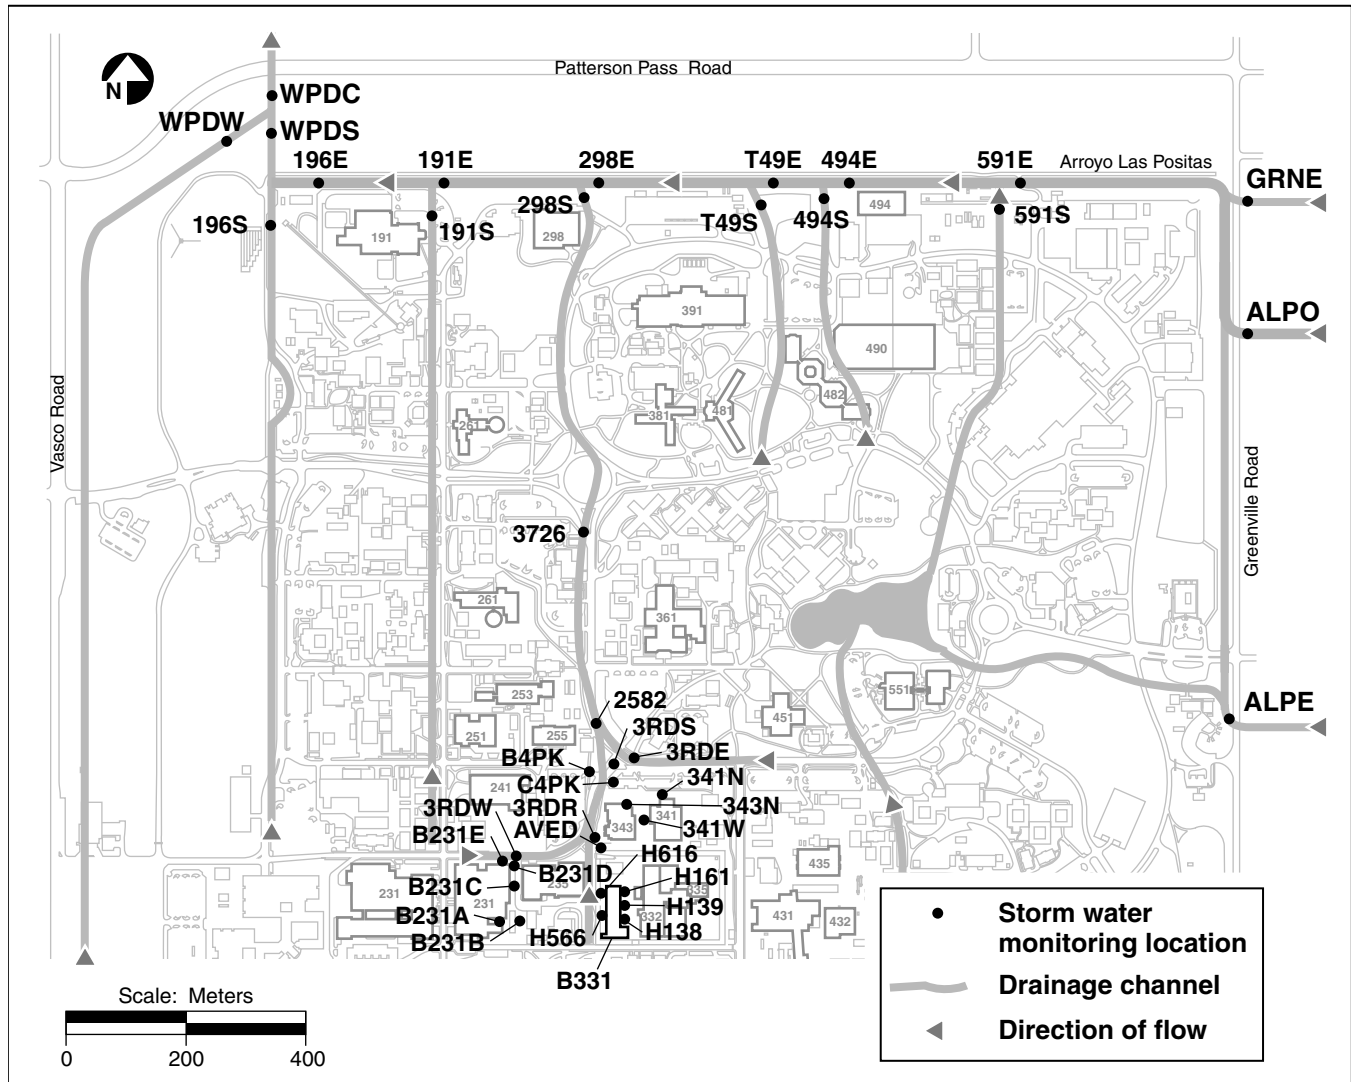 Patterson Pass Road
N
WPDC
WPDW
WPDS
196E
191E
298E
T49E
494E
591E
Arroyo Las Positas
GRNE
298S
494
591S
T49S
494S
196S
191
191S
298
391
ALPO
490
482
381
481
261
Vasco Road
Greenville Road
3726
261
361
253
551
2582
451
ALPE
251
255
3RDS
3RDE
B4PK
C4PK
341N
241
3RDW
3RDR
343N
341
343
341W
B231E
AVED
H616
435
B231D
H161
231
B231C
235
335
231
H139
B231A
332
431
432
B231B
H566
H138
B331
Scale: Meters
0
200
400
Storm water
monitoring location
Drainage channel
Direction of flow